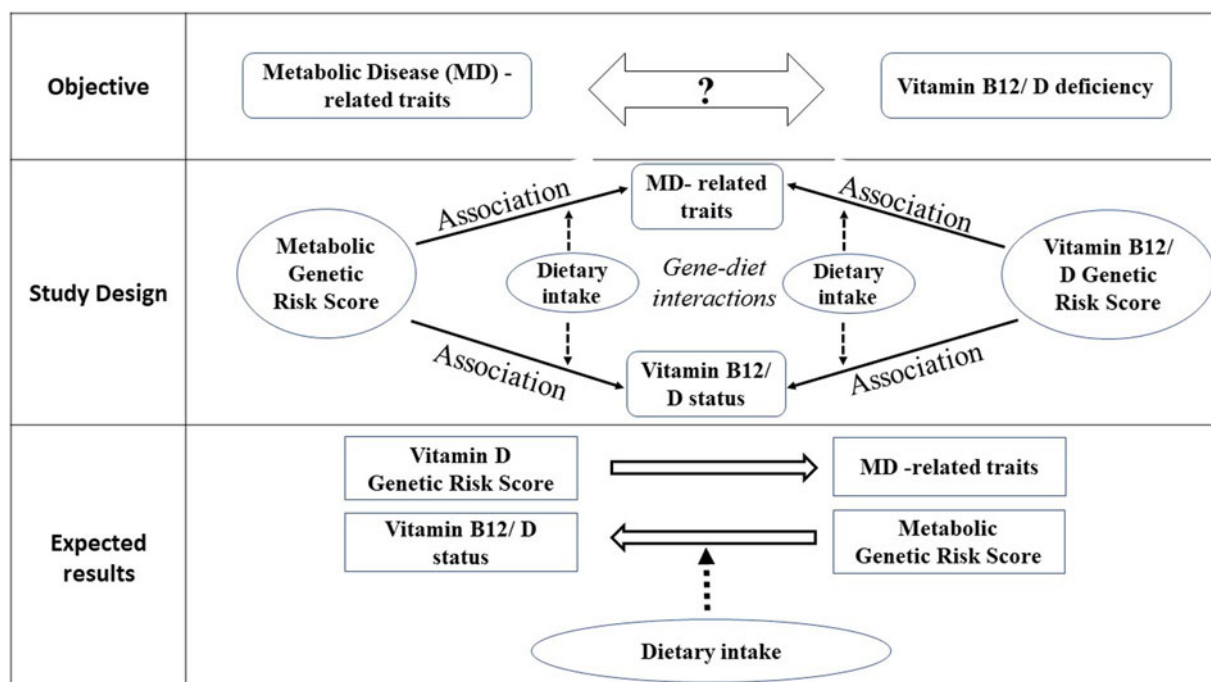 Objective
Metabolic Disease (MD) -
related traits
?
Vitamin B12/ D deficiency
Study Design
Metabolic
Genetic
Risk Score
Association
Association
MD- related
traits
Dietary
intake
Gene-diet
interactions
Dietary
intake
Vitamin B12/
D status
Association
Association
Vitamin B12/
D Genetic
Risk Score
Expected
results
Vitamin D
Genetic Risk Score
MD -related traits
Vitamin B12/ D
status
Metabolic
Genetic Risk Score
Dietary intake